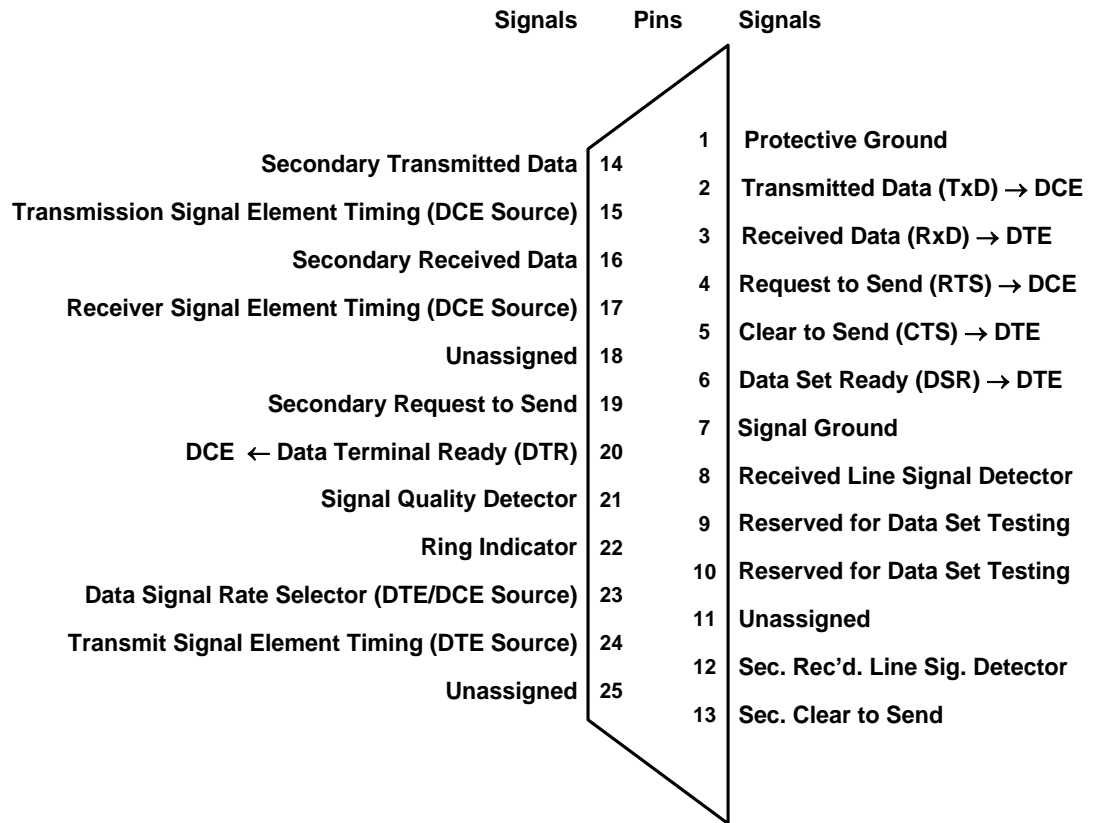 Signals Pins Signals
1 Protective Ground
Secondary Transmitted Data 14
2 Transmitted Data (TxD) → DCE
Transmission Signal Element Timing (DCE Source) 15
3 Received Data (RxD) → DTE
Secondary Received Data 16
4 Request to Send (RTS) → DCE
Receiver Signal Element Timing (DCE Source) 17
5 Clear to Send (CTS) → DTE
Unassigned 18
6 Data Set Ready (DSR) → DTE
Secondary Request to Send 19
7 Signal Ground
DCE ← Data Terminal Ready (DTR) 20
8 Received Line Signal Detector
Signal Quality Detector 21
9 Reserved for Data Set Testing
Ring Indicator 22
10 Reserved for Data Set Testing
Data Signal Rate Selector (DTE/DCE Source) 23
11 Unassigned
Transmit Signal Element Timing (DTE Source) 24
12 Sec. Rec’d. Line Sig. Detector
Unassigned 25
13 Sec. Clear to Send